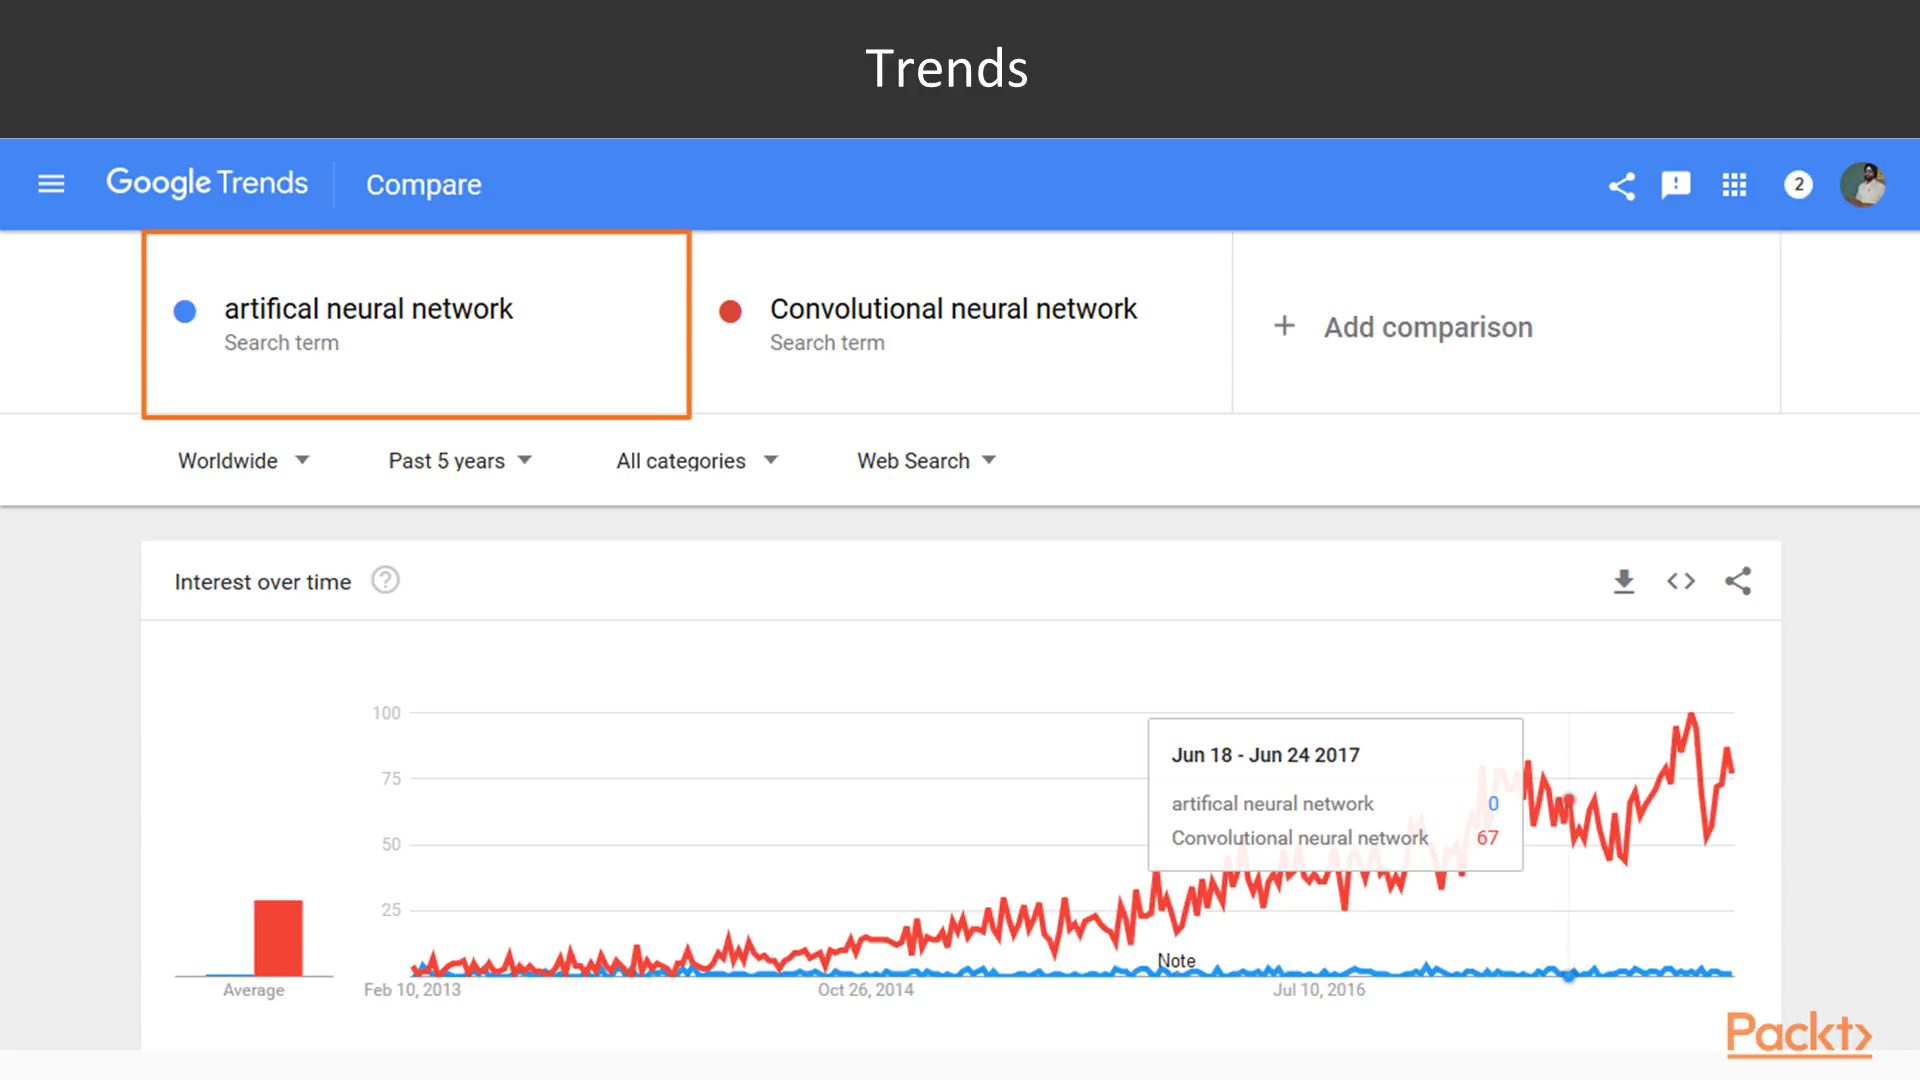 Trends
Google Trends
Compare
2
artifical neural network
Search term
Convolutional neural network
Search term
+ Add comparison
Worldwide
Past 5 years
All categories
Web Search
Interest over time
?
100
75
50
25
Jun 18 - Jun 24 2017
artifical neural network 0
Convolutional neural network 67
Note
Average
Feb 10, 2013
Oct 26, 2014
Jul 10, 2016
Packt>